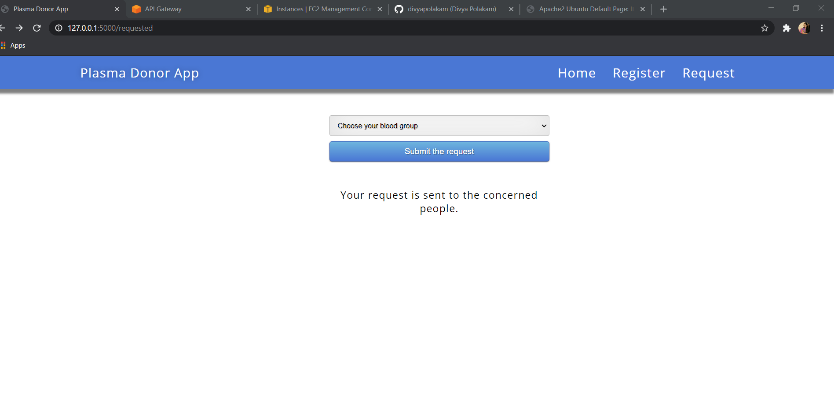 Plasma Donor App
API Gateway
Instances | EC2 Management Co
divyapolakam (Divya Polakam)
Apache2 Ubuntu Default Page: I
127.0.0.1:5000/requested
Apps
Plasma Donor App
Home Register Request
Choose your blood group
Submit the request
Your request is sent to the concerned
people.